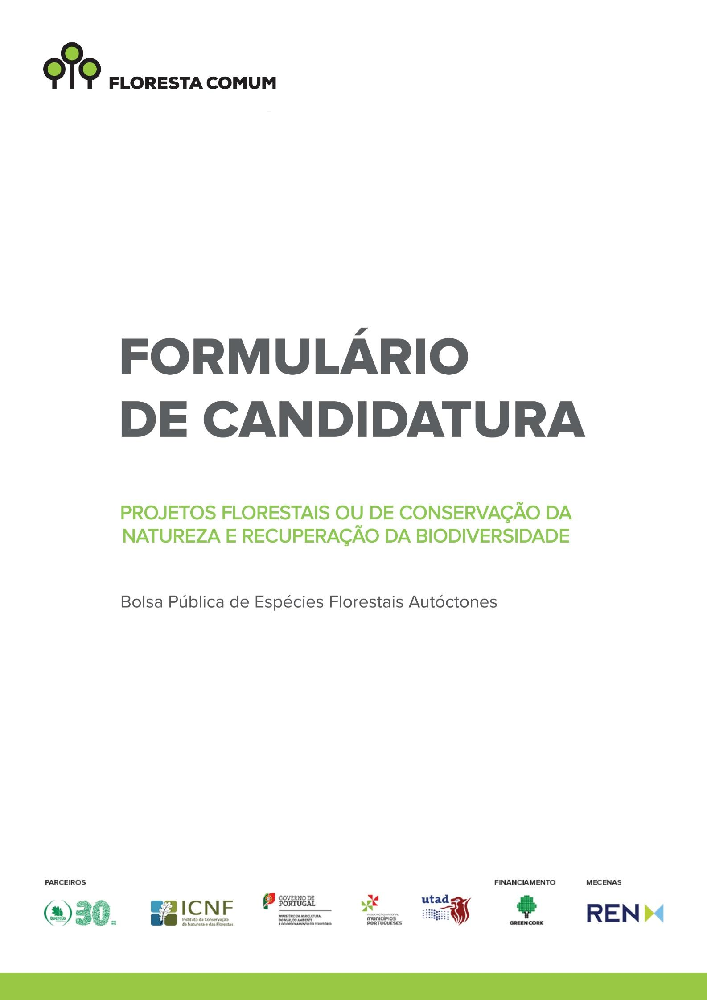 FLORESTA COMUM
FORMULÁRIO
DE CANDIDATURA
PROJETOS FLORESTAIS OU DE CONSERVAÇÃO DA
NATUREZA E RECUPERAÇÃO DA BIODIVERSIDADE
Bolsa Pública de Espécies Florestais Autóctones
PARCEIROS
FINANCIAMENTO
MECENAS
Quercus
30
ICNF
Instituto da Conservação
da Natureza e das Florestas
GOVERNO DE
PORTUGAL
MINISTÉRIO DA AGRICULTURA,
DO MAR, DO AMBIENTE
E DO ORDENAMENTO DO TERRITÓRIO
ASSOCIAÇÃO NACIONAL
MUNICÍPIOS
PORTUGUESES
utad
GREEN CORK
REN